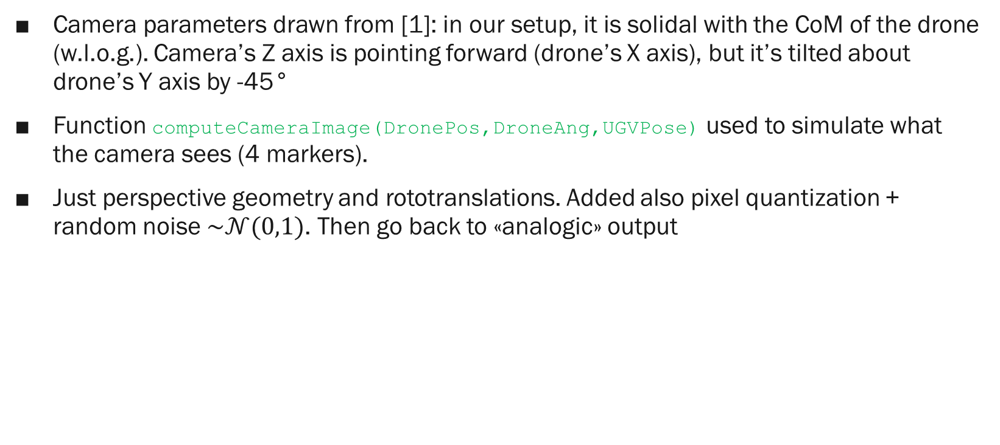 ■ Camera parameters drawn from [1]: in our setup, it is solidal with the CoM of the drone
(w.l.o.g.). Camera’s Z axis is pointing forward (drone’s X axis), but it’s tilted about
drone’s Y axis by -45°
■ Function computeCameraImage(DronePos,DroneAng,UGVPose) used to simulate what
the camera sees (4 markers).
■ Just perspective geometry and rototranslations. Added also pixel quantization +
random noise ~𝒩(0,1). Then go back to «analogic» output